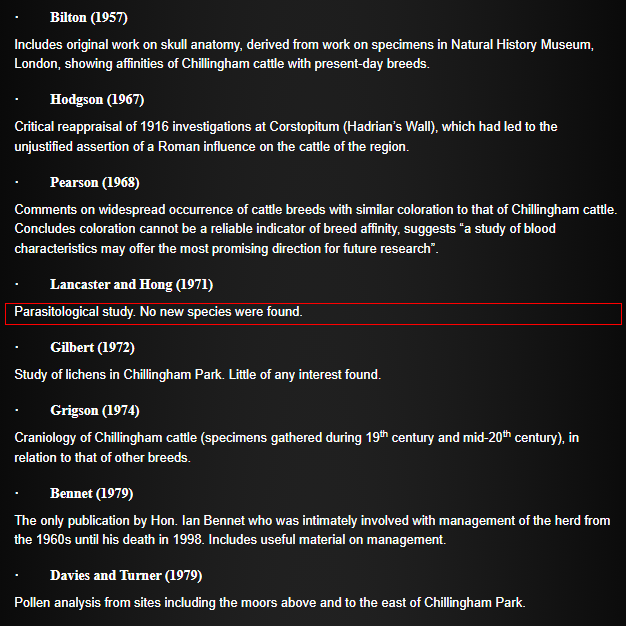 · Bilton (1957)
Includes original work on skull anatomy, derived from work on specimens in Natural History Museum,
London, showing affinities of Chillingham cattle with present-day breeds.
· Hodgson (1967)
Critical reappraisal of 1916 investigations at Corstopitum (Hadrian’s Wall), which had led to the
unjustified assertion of a Roman influence on the cattle of the region.
· Pearson (1968)
Comments on widespread occurrence of cattle breeds with similar coloration to that of Chillingham cattle.
Concludes coloration cannot be a reliable indicator of breed affinity, suggests “a study of blood
characteristics may offer the most promising direction for future research”.
· Lancaster and Hong (1971)
Parasitological study. No new species were found.
· Gilbert (1972)
Study of lichens in Chillingham Park. Little of any interest found.
· Grigson (1974)
Craniology of Chillingham cattle (specimens gathered during 19th century and mid-20th century), in
relation to that of other breeds.
· Bennet (1979)
The only publication by Hon. Ian Bennet who was intimately involved with management of the herd from
the 1960s until his death in 1998. Includes useful material on management.
· Davies and Turner (1979)
Pollen analysis from sites including the moors above and to the east of Chillingham Park.